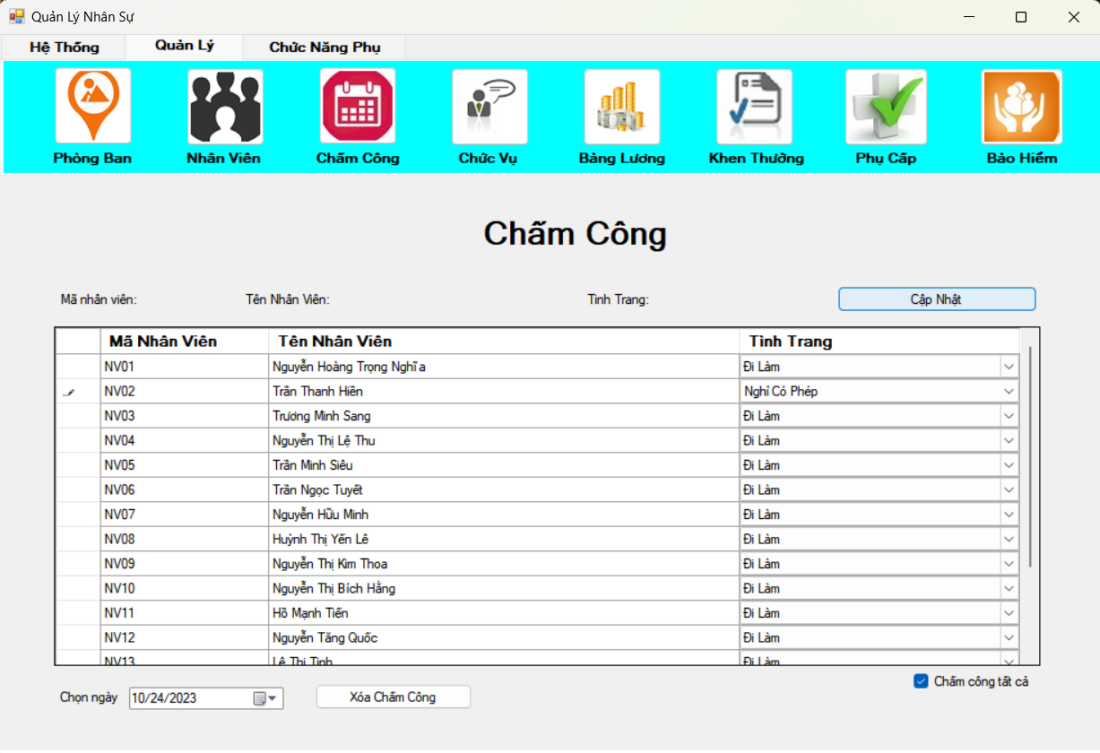 Quản Lý Nhân Sự
Hệ Thống Quản Lý Chức Năng Phụ
Phòng Ban Nhân Viên Chấm Công Chức Vụ Bảng Lương Khen Thưởng Phụ Cấp Bảo Hiểm
Chấm Công
Mã nhân viên: Tên Nhân Viên: Tình Trang: Cập Nhật
Mã Nhân Viên Tên Nhân Viên Tình Trang
NV01 Nguyễn Hoàng Trọng Nghĩa Đi Làm
NV02 Trần Thanh Hiền Nghỉ Có Phép
NV03 Trương Minh Sang Đi Làm
NV04 Nguyễn Thị Lệ Thu Đi Làm
NV05 Trần Minh Siêu Đi Làm
NV06 Trần Ngọc Tuyết Đi Làm
NV07 Nguyễn Hữu Minh Đi Làm
NV08 Huỳnh Thị Yến Lê Đi Làm
NV09 Nguyễn Thị Kim Thoa Đi Làm
NV10 Nguyễn Thị Bích Hằng Đi Làm
NV11 Hồ Mạnh Tiến Đi Làm
NV12 Nguyễn Tăng Quốc Đi Làm
NV13 Lê Thị Tình Đi Làm
Chấm công tất cả
Chọn ngày 10/24/2023 Xóa Chấm Công